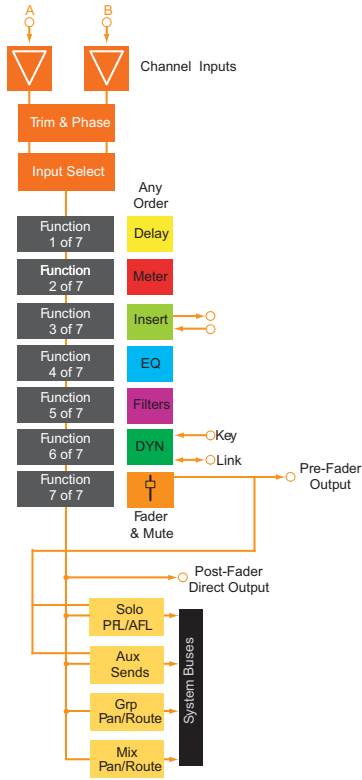 A
B
Channel Inputs
Trim & Phase
Input Select
Any
Order
Function
1 of 7
Delay
Function
2 of 7
Meter
Function
3 of 7
Insert
Function
4 of 7
EQ
Function
5 of 7
Filters
Function
6 of 7
DYN
Key
Link
Function
7 of 7
Pre-Fader
Output
Fader
& Mute
Post-Fader
Direct Output
Solo
PFL/AFL
Aux
Sends
Grp
Pan/Route
Mix
Pan/Route
System Buses